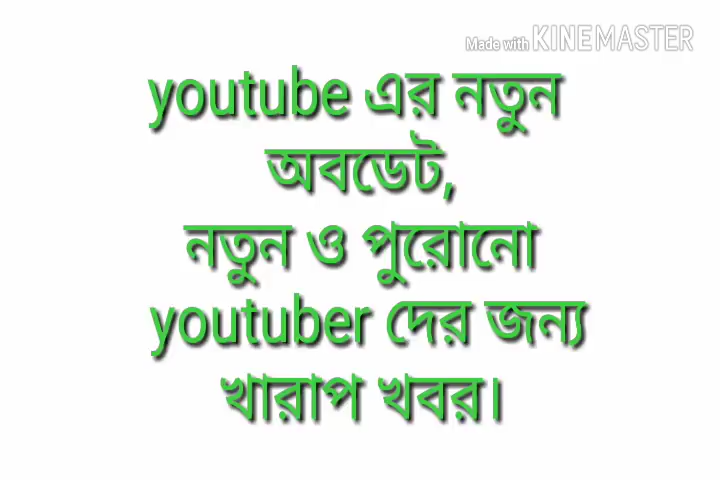 Made with KINEMASTER
youtube এর নতুন
অবডেট,
নতুন ও পুরোনো
youtuber দের জন্য
খারাপ খবর।